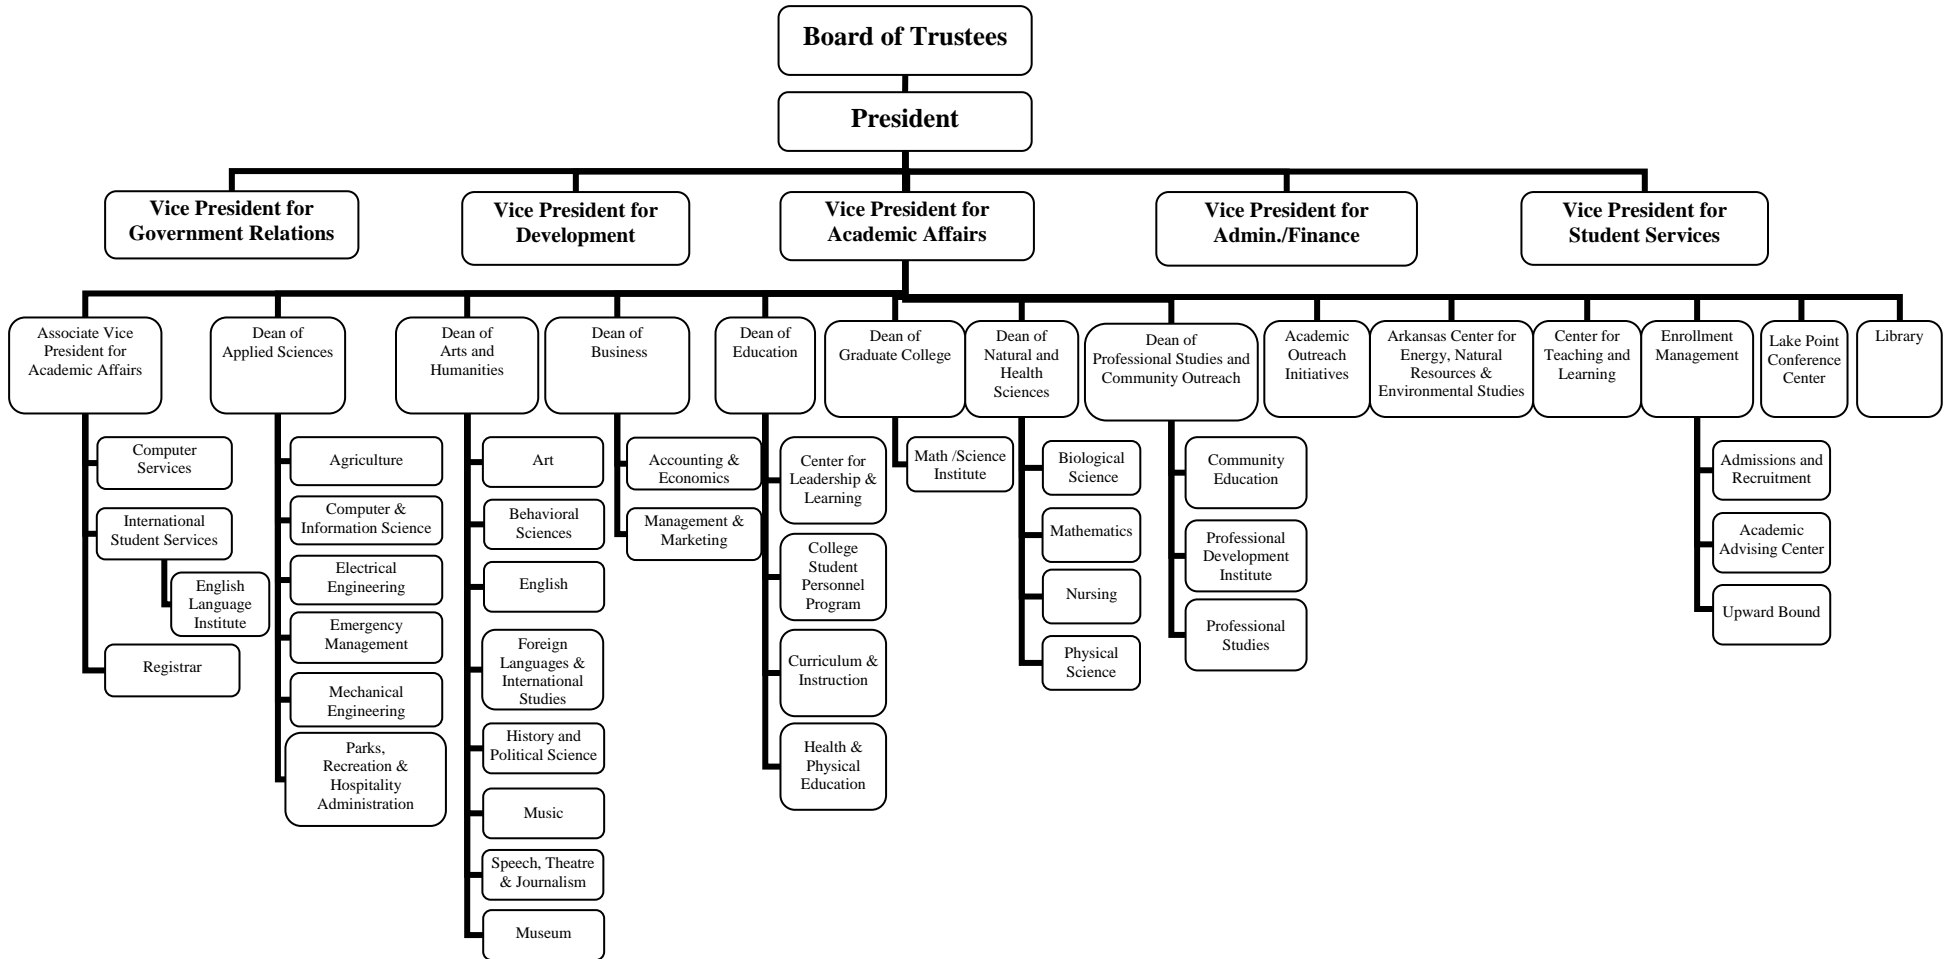 Board of Trustees
President
Vice President for
Government Relations
Vice President for
Development
Vice President for
Academic Affairs
Vice President for
Admin./Finance
Vice President for
Student Services
Associate Vice
President for
Academic Affairs
Dean of
Applied Sciences
Dean of
Arts and
Humanities
Dean of
Business
Dean of
Education
Dean of
Graduate College
Dean of
Natural and
Health
Sciences
Dean of
Professional Studies and
Community Outreach
Academic
Outreach
Initiatives
Arkansas Center for
Energy, Natural
Resources &
Environmental Studies
Center for
Teaching and
Learning
Enrollment
Management
Lake Point
Conference
Center
Library
Computer
Services
International
Student Services
English
Language
Institute
Registrar
Agriculture
Computer &
Information Science
Electrical
Engineering
Emergency
Management
Mechanical
Engineering
Parks,
Recreation &
Hospitality
Administration
Art
Behavioral
Sciences
English
Foreign
Languages &
International
Studies
History and
Political Science
Music
Speech, Theatre
& Journalism
Museum
Accounting &
Economics
Management &
Marketing
Center for
Leadership &
Learning
College
Student
Personnel
Program
Curriculum &
Instruction
Health &
Physical
Education
Math /Science
Institute
Biological
Science
Mathematics
Nursing
Physical
Science
Community
Education
Professional
Development
Institute
Professional
Studies
Admissions and
Recruitment
Academic
Advising Center
Upward Bound